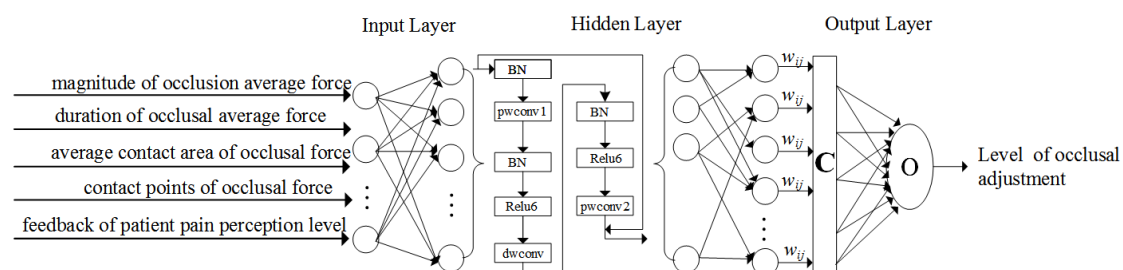 Input Layer
Hidden Layer
Output Layer
magnitude of occlusion average force
duration of occlusal average force
average contact area of occlusal force
contact points of occlusal force
feedback of patient pain perception level
BN
pwconv1
BN
Relu6
dwconv
BN
Relu6
pwconv2
w_ij
w_ij
w_ij
w_ij
w_ij
C
O
Level of occlusal
adjustment